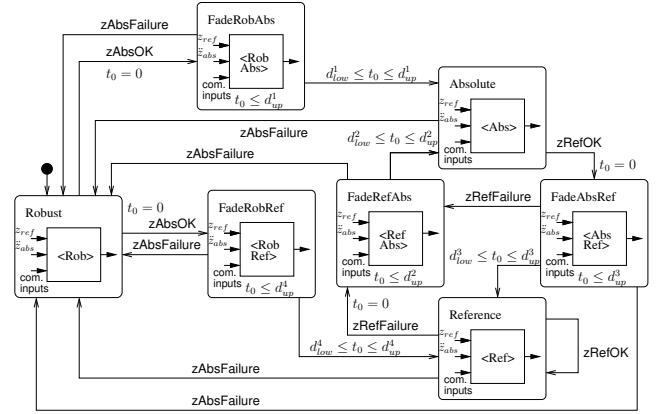 zAbsFailure
FadeRobAbs
zAbsOK
z_ref
z̈_abs
<Rob
Abs>
t_0 = 0
com.
inputs
t_0 ≤ d^1_up
d^1_low ≤ t_0 ≤ d^1_up
Absolute
z_ref
z̈_abs
<Abs>
com.
inputs
zAbsFailure
d^2_low ≤ t_0 ≤ d^2_up
zRefOK
t_0 = 0
zAbsFailure
Robust
z_ref
z̈_abs
<Rob>
com.
inputs
t_0 = 0
zAbsOK
zAbsFailure
FadeRobRef
z_ref
z̈_abs
<Rob
Ref>
com.
inputs
t_0 ≤ d^4_up
FadeRefAbs
z_ref
z̈_abs
<Ref
Abs>
com.
inputs
t_0 ≤ d^2_up
zRefFailure
FadeAbsRef
z_ref
z̈_abs
<Abs
Ref>
com.
inputs
t_0 ≤ d^3_up
d^3_low ≤ t_0 ≤ d^3_up
t_0 = 0
zRefFailure
Reference
z_ref
z̈_abs
<Ref>
com.
inputs
zRefOK
d^4_low ≤ t_0 ≤ d^4_up
zAbsFailure
zAbsFailure